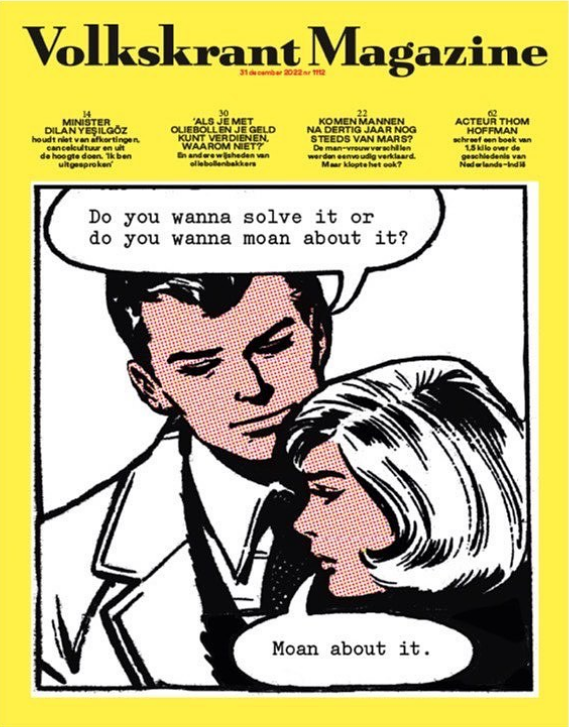 Volkskrant Magazine
31 december 2022 nr 1112
14
MINISTER
DILAN YEŞILGÖZ
houdt niet van afkortingen,
cancelcultuur en uit
de hoogte doen. ‘Ik ben
uitgesproken’
30
‘ALS JE MET
OLIEBOLLEN JE GELD
KUNT VERDIENEN,
WAAROM NIET?’
En andere wijsheden van
oliebollenbakkers
22
KOMEN MANNEN
NA DERTIG JAAR NOG
STEEDS VAN MARS?
De man-vrouwverschillen
werden eenvoudig verklaard.
Maar klopte het ook?
62
ACTEUR THOM
HOFFMAN
schreef een boek van
1,5 kilo over de
geschiedenis van
Nederlands-Indië
Do you wanna solve it or
do you wanna moan about it?
Moan about it.